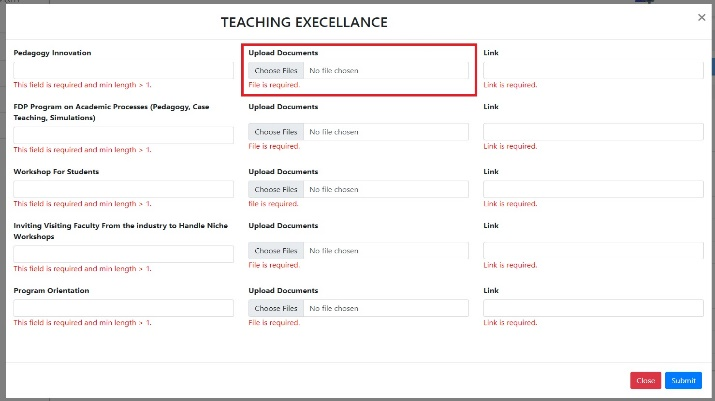 TEACHING EXECELLANCE
×
Pedagogy Innovation
Upload Documents
Link
Choose Files No file chosen
This field is required and min length > 1.
File is required.
Link is required.
FDP Program on Academic Processes (Pedagogy, Case
Teaching, Simulations)
Upload Documents
Link
Choose Files No file chosen
This field is required and min length > 1.
File is required.
Link is required.
Workshop For Students
Upload Documents
Link
Choose Files No file chosen
This field is required and min length > 1.
file is required.
Link is required.
Inviting Visiting Faculty From the industry to Handle Niche
Workshops
Upload Documents
Link
Choose Files No file chosen
This field is required and min length > 1.
File is required.
Link is required.
Program Orientation
Upload Documents
Link
Choose Files No file chosen
This field is required and min length > 1.
File is required.
Link is required.
Close
Submit